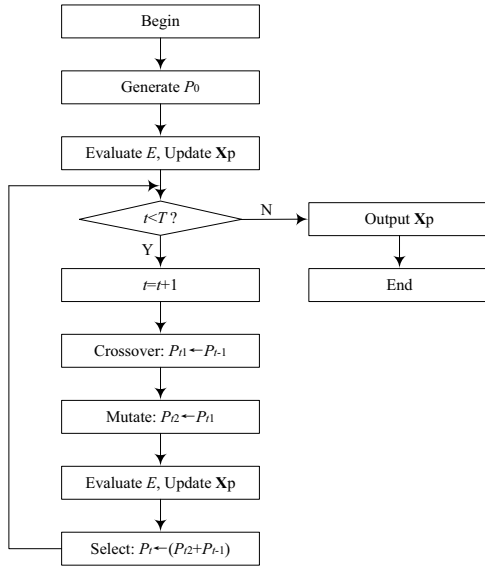 Begin
Generate P0
Evaluate E, Update Xp
t<T ?
N
Output Xp
Y
End
t=t+1
Crossover: Pt1←Pt-1
Mutate: Pt2←Pt1
Evaluate E, Update Xp
Select: Pt←(Pt2+Pt-1)